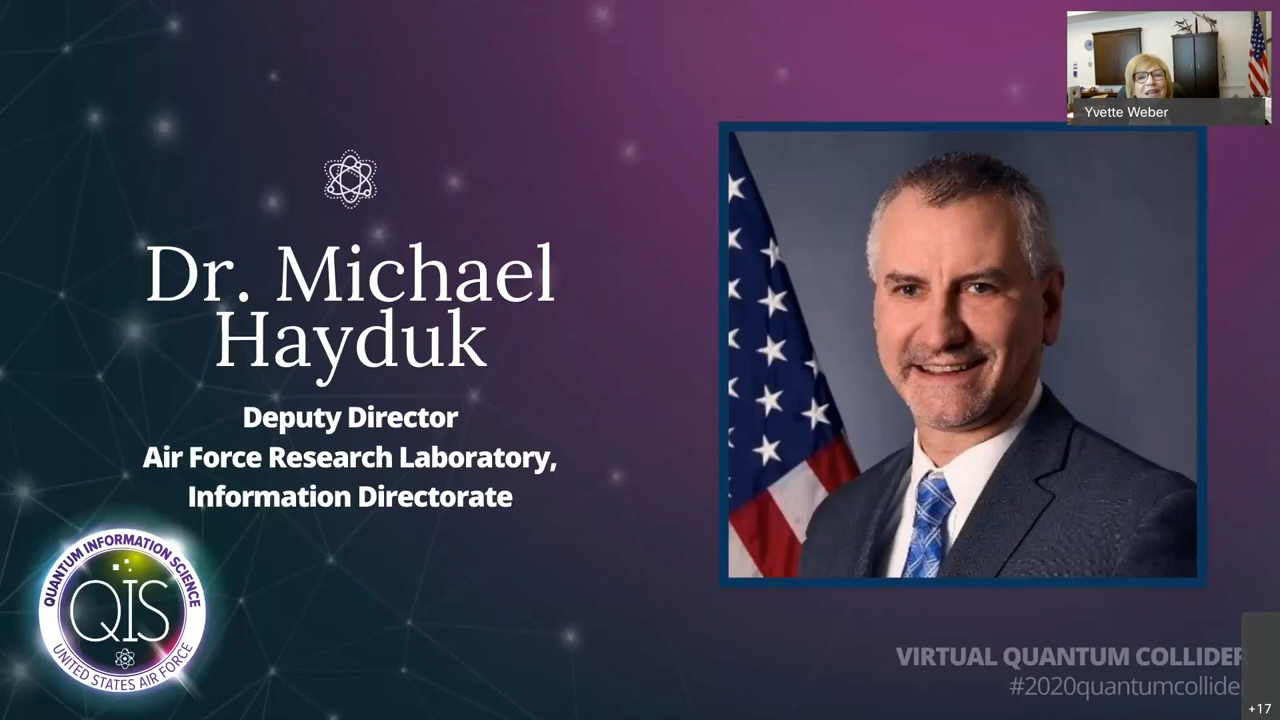 Yvette Weber
Dr. Michael
Hayduk
Deputy Director
Air Force Research Laboratory,
Information Directorate
QUANTUM INFORMATION SCIENCE
QIS
UNITED STATES AIR FORCE
VIRTUAL QUANTUM COLLIDER
#2020quantumcollide
+17